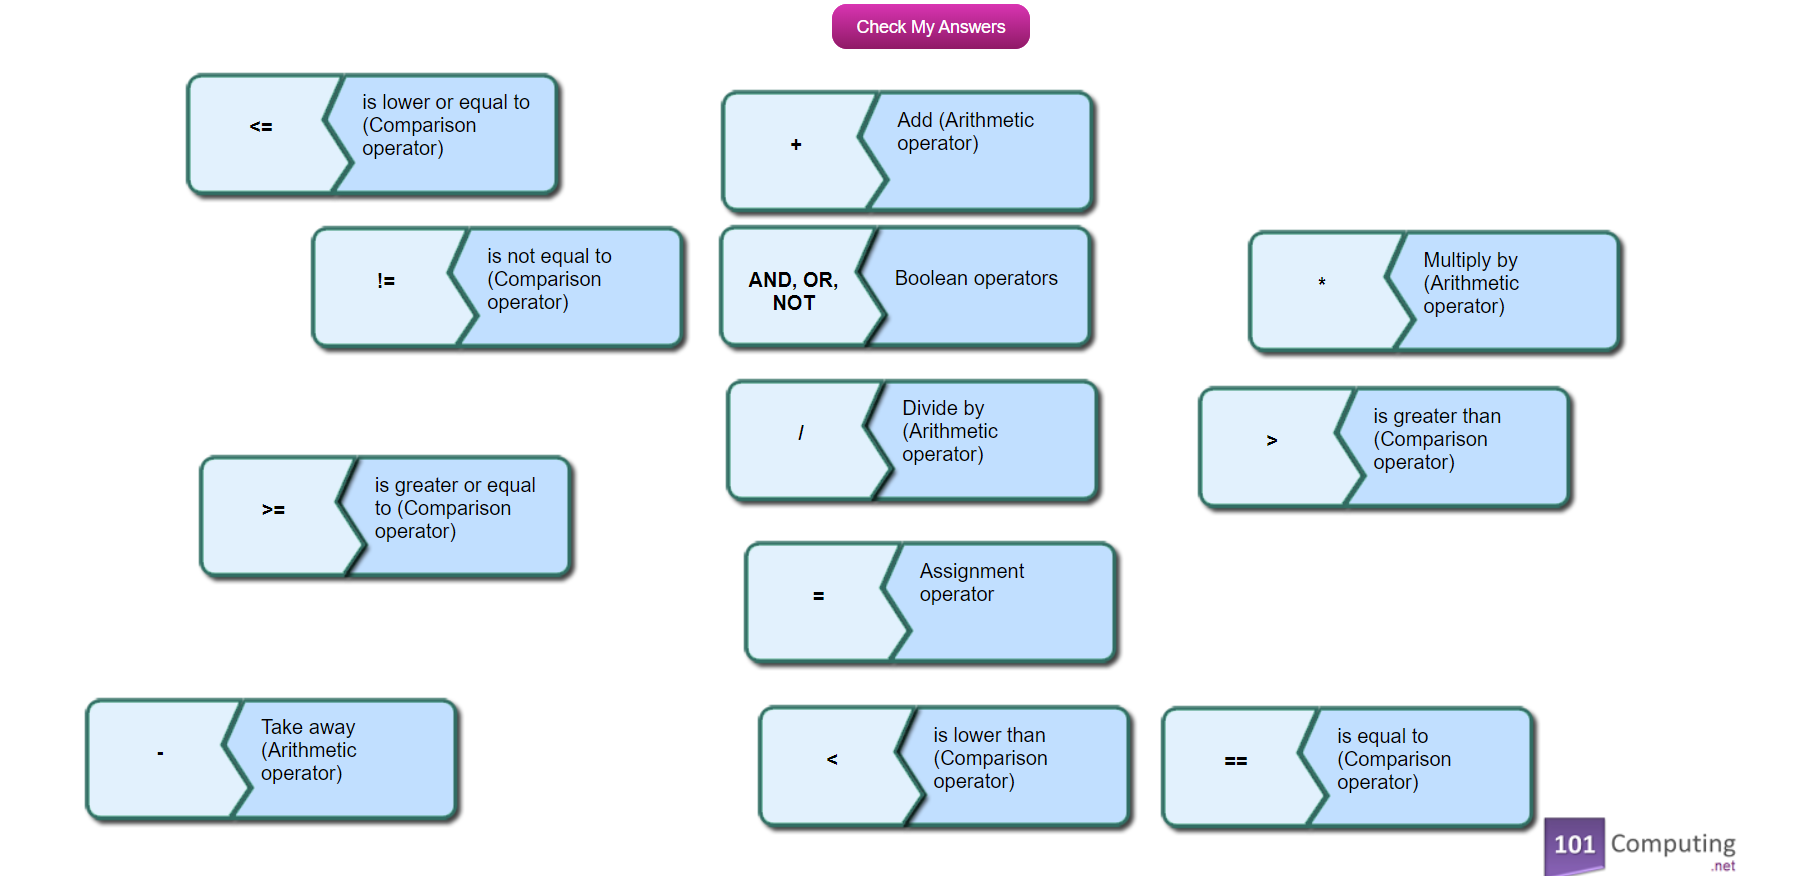 Check My Answers
<=
is lower or equal to
(Comparison
operator)
+
Add (Arithmetic
operator)
!=
is not equal to
(Comparison
operator)
AND, OR,
NOT
Boolean operators
*
Multiply by
(Arithmetic
operator)
/
Divide by
(Arithmetic
operator)
>
is greater than
(Comparison
operator)
>=
is greater or equal
to (Comparison
operator)
=
Assignment
operator
-
Take away
(Arithmetic
operator)
<
is lower than
(Comparison
operator)
==
is equal to
(Comparison
operator)
101 Computing
.net